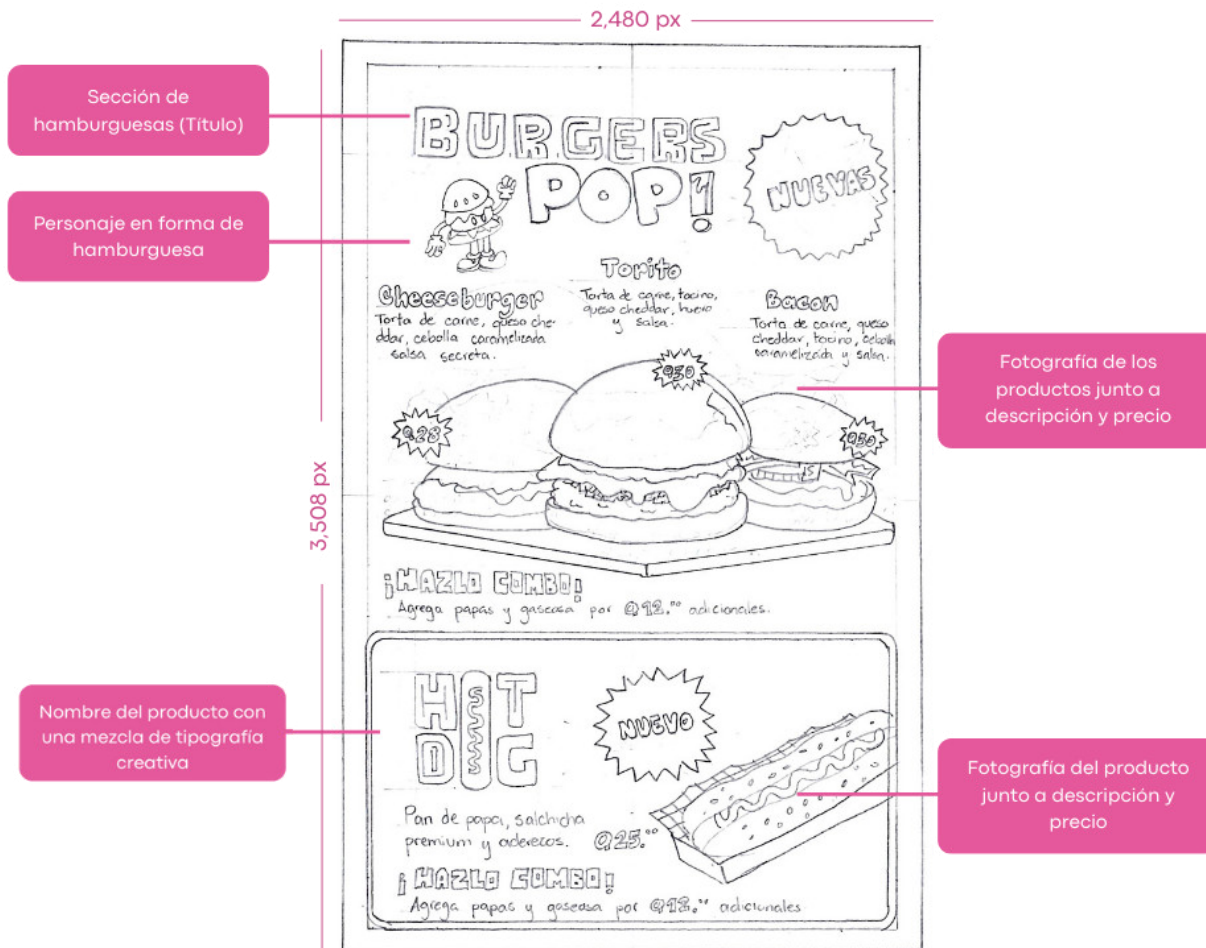 2,480 px
Sección de
hamburguesas (Título)
BURGERS
POP!
NUEVAS
Personaje en forma de
hamburguesa
Torito
Torta de carne, tocino,
queso cheddar, huevo
y salsa.
Cheeseburger
Torta de carne, queso che-
ddar, cebolla caramelizada
salsa secreta.
Bacon
Torta de carne, queso
cheddar, tocino, cebolla
caramelizada y salsa.
Fotografía de los
productos junto a
descripción y precio
Q28
Q30
Q30
3,508 px
¡HAZLO COMBO!
Agrega papas y gaseosa por Q12.⁰⁰ adicionales.
Nombre del producto con
una mezcla de tipografía
creativa
HOT
DOG
NUEVO
Fotografía del producto
junto a descripción y
precio
Pan de papa, salchicha
premium y aderezos. Q25.⁰⁰
¡HAZLO COMBO!
Agrega papas y gaseosa por Q12.⁰⁰ adicionales